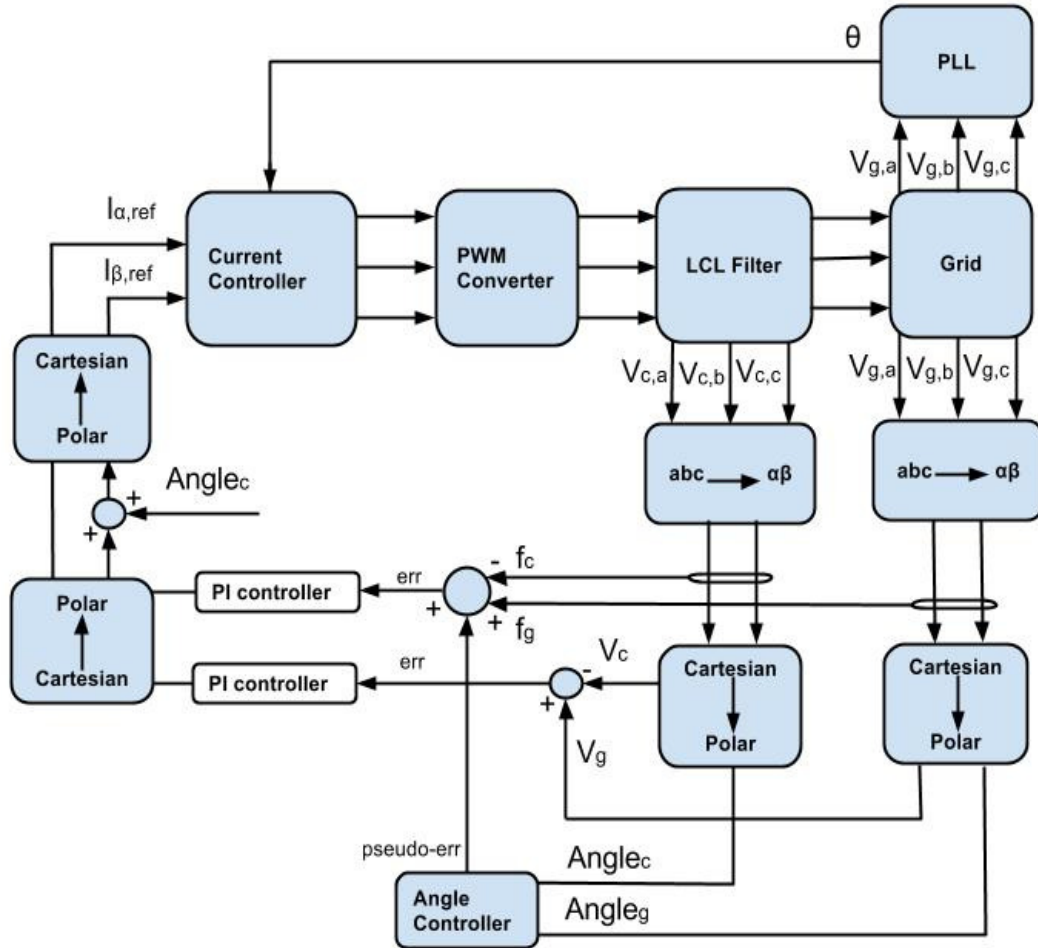 θ
PLL
Vg,a Vg,b Vg,c
Iα,ref
Iβ,ref
Current
Controller
PWM
Converter
LCL Filter
Grid
Vc,a Vc,b Vc,c
Vg,a Vg,b Vg,c
Cartesian
Polar
abc αβ
abc αβ
Anglec
+
+
- fc
err
PI controller
+
+ fg
Polar
Cartesian
err
PI controller
Vc
-
+
Vg
Cartesian
Polar
Cartesian
Polar
pseudo-err
Anglec
Angleg
Angle
Controller